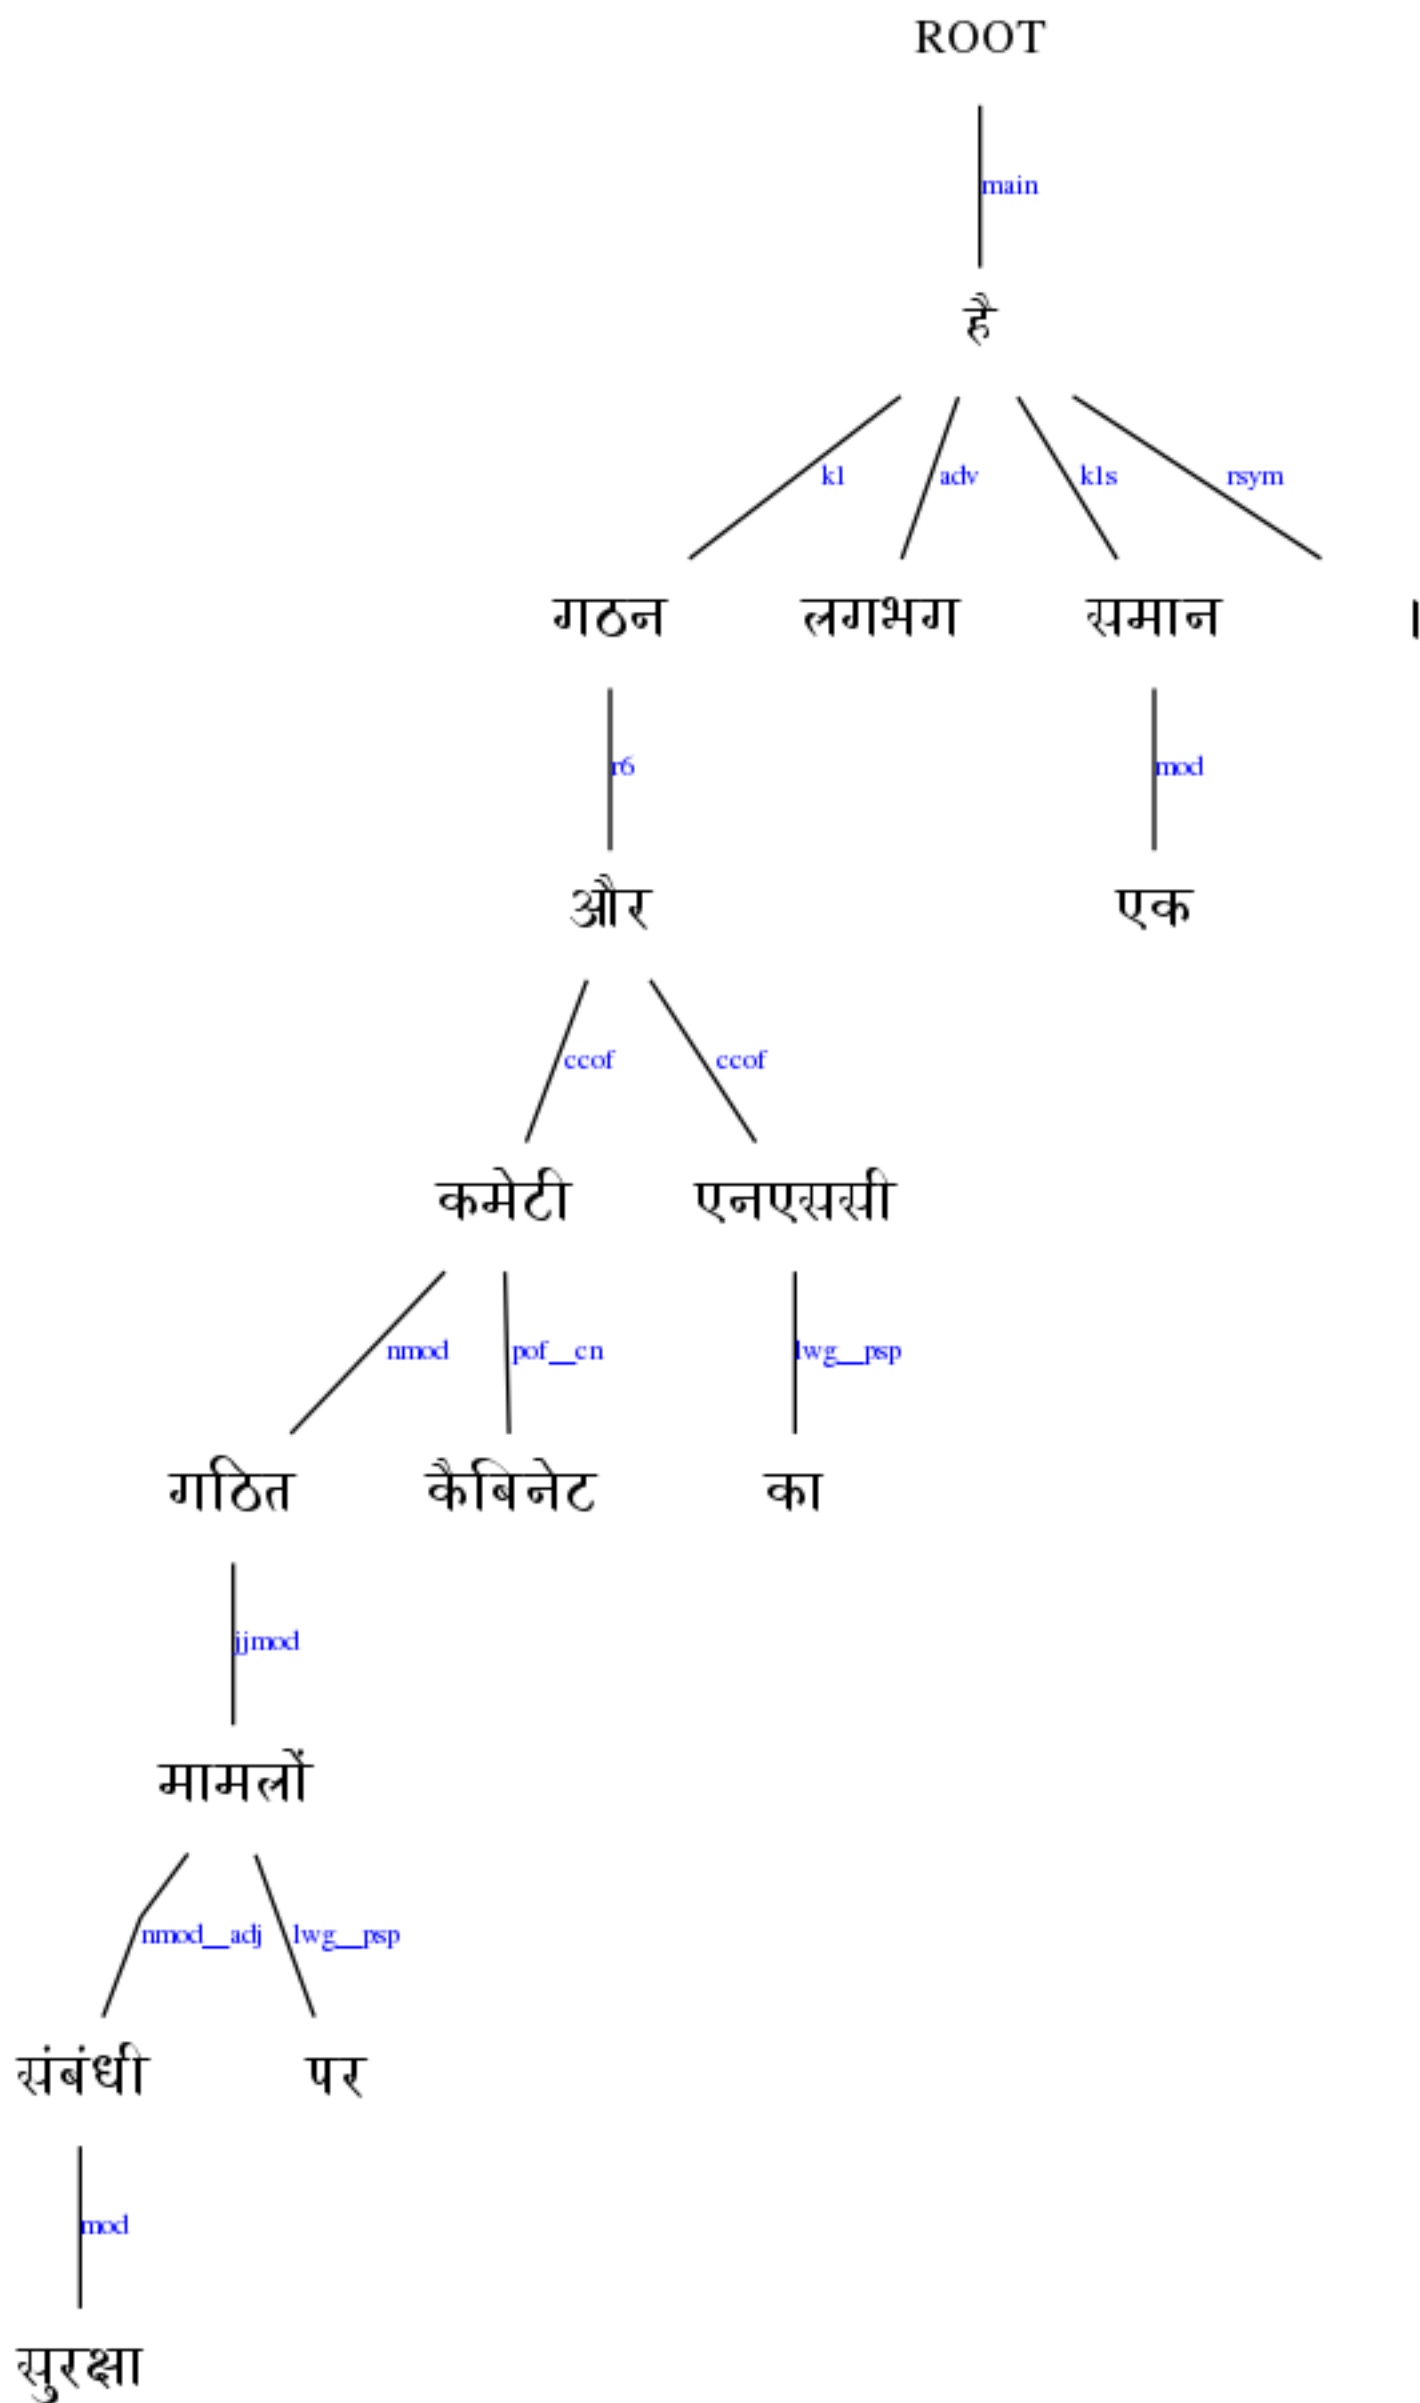 ROOT
main
है
k1 adv k1s rsym
गठन लगभग समान ।
r6 mod
और एक
ccof ccof
कमेटी एनएससी
nmod pof__cn lwg__psp
गठित कैबिनेट का
jjmod
मामलों
nmod__adj lwg__psp
संबंधी पर
mod
सुरक्षा